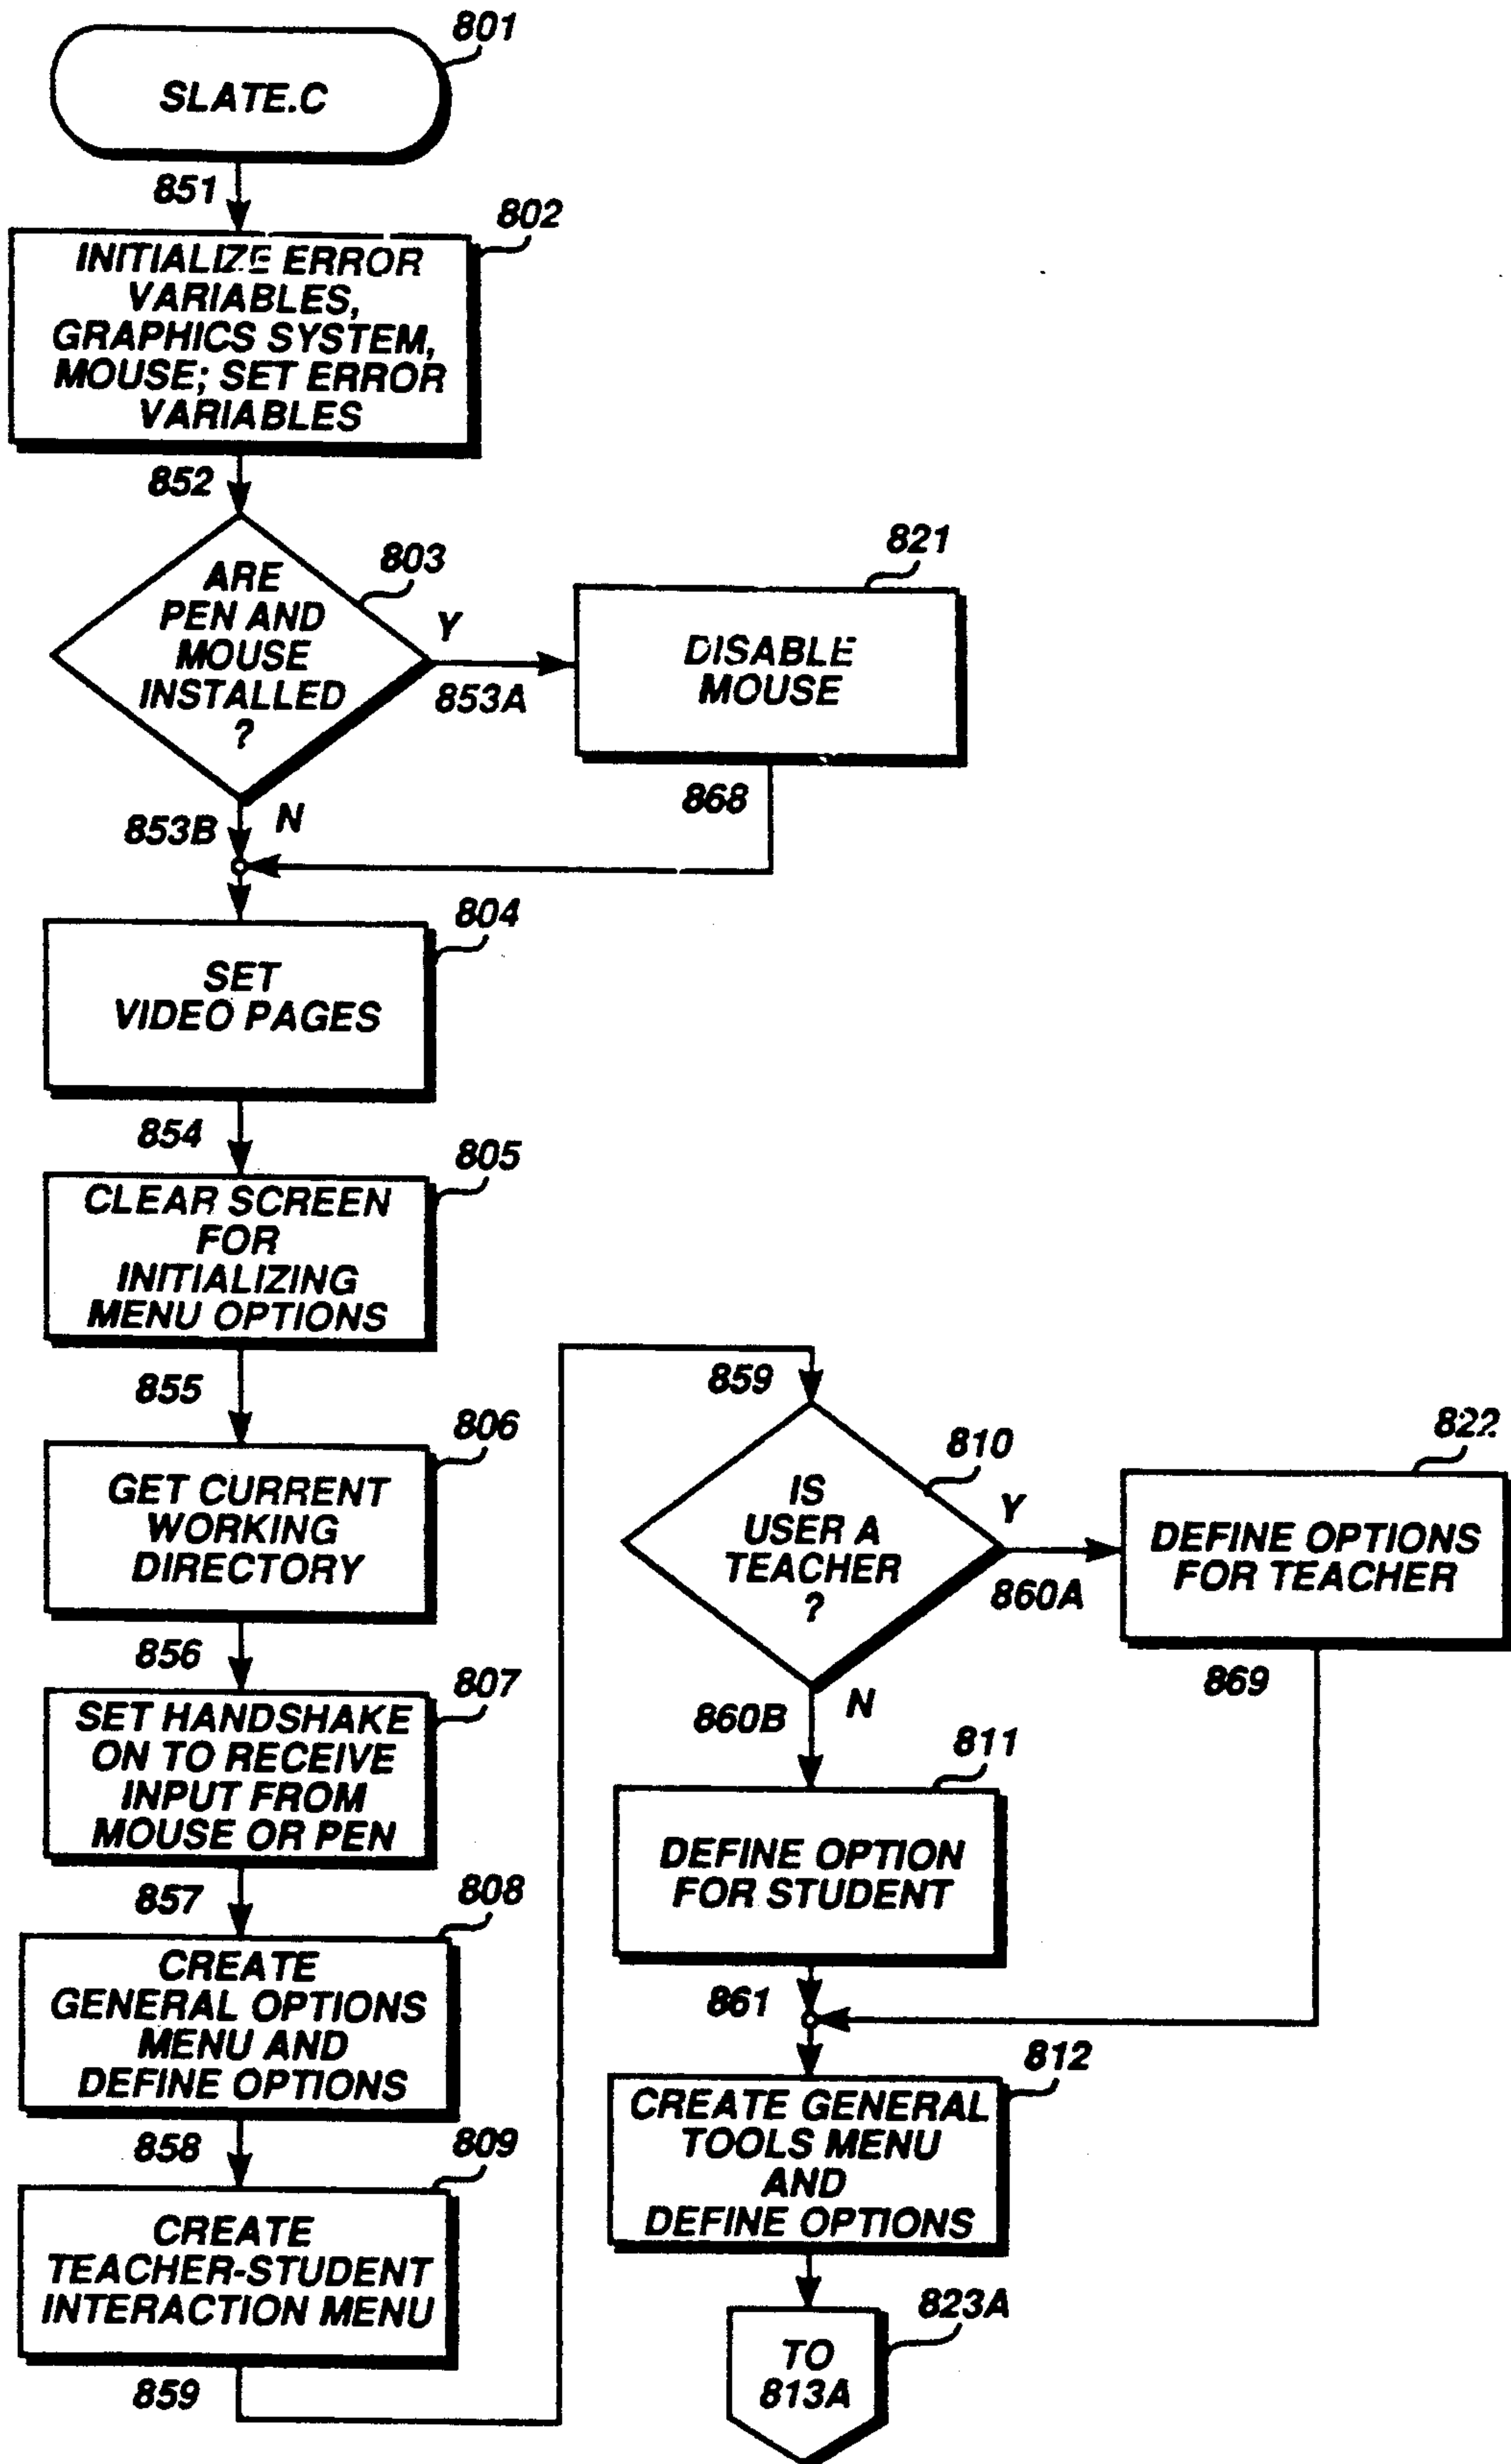 801
SLATE.C
851
802
INITIALIZE ERROR
VARIABLES,
GRAPHICS SYSTEM,
MOUSE; SET ERROR
VARIABLES
852
803
ARE
PEN AND
MOUSE
INSTALLED
?
Y
853A
821
DISABLE
MOUSE
868
853B
N
804
SET
VIDEO PAGES
854
805
CLEAR SCREEN
FOR
INITIALIZING
MENU OPTIONS
855
806
GET CURRENT
WORKING
DIRECTORY
856
807
SET HANDSHAKE
ON TO RECEIVE
INPUT FROM
MOUSE OR PEN
857
808
CREATE
GENERAL OPTIONS
MENU AND
DEFINE OPTIONS
858
809
CREATE
TEACHER-STUDENT
INTERACTION MENU
859
859
810
IS
USER A
TEACHER
?
Y
860A
822
DEFINE OPTIONS
FOR TEACHER
869
860B
N
811
DEFINE OPTION
FOR STUDENT
861
812
CREATE GENERAL
TOOLS MENU
AND
DEFINE OPTIONS
823A
TO
813A